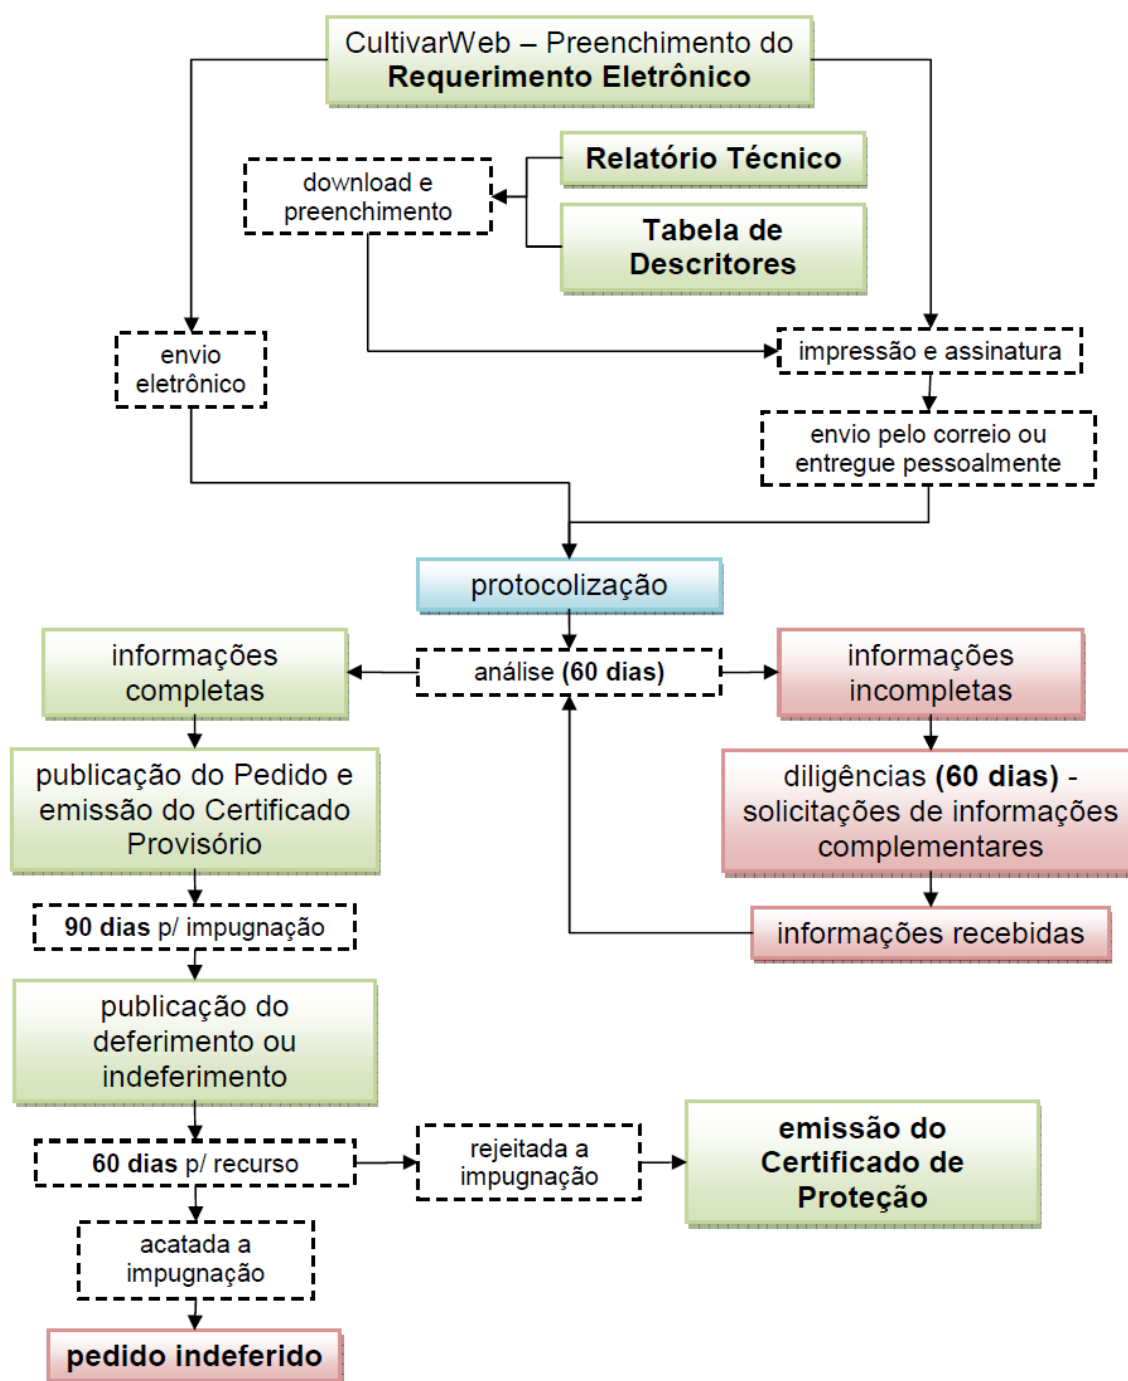 CultivarWeb – Preenchimento do
Requerimento Eletrônico
Relatório Técnico
download e
preenchimento
Tabela de
Descritores
envio
eletrônico
impressão e assinatura
envio pelo correio ou
entregue pessoalmente
protocolização
informações
completas
análise (60 dias)
informações
incompletas
publicação do Pedido e
emissão do Certificado
Provisório
diligências (60 dias) -
solicitações de informações
complementares
90 dias p/ impugnação
informações recebidas
publicação do
deferimento ou
indeferimento
60 dias p/ recurso
rejeitada a
impugnação
emissão do
Certificado de
Proteção
acatada a
impugnação
pedido indeferido